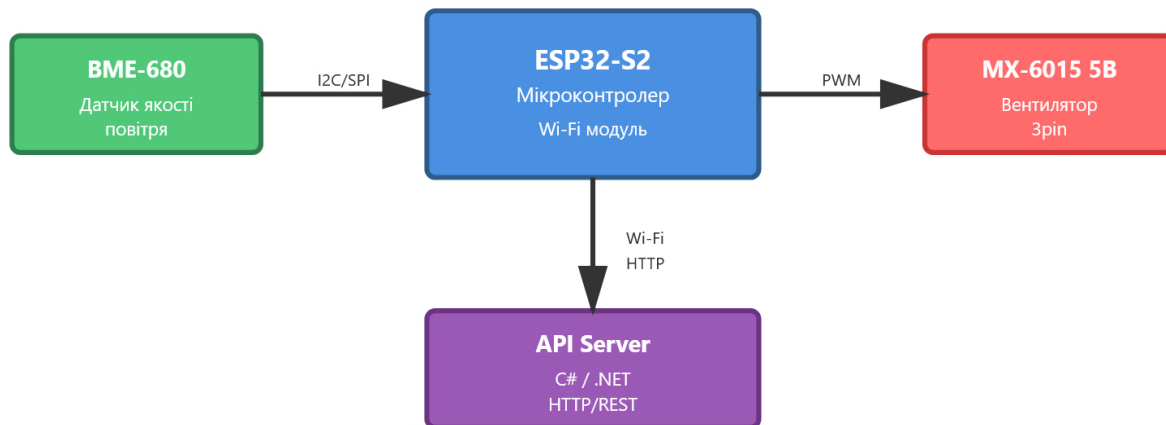 BME-680
Датчик якості
повітря
I2C/SPI
ESP32-S2
Мікроконтролер
Wi-Fi модуль
PWM
MX-6015 5В
Вентилятор
3pin
Wi-Fi
HTTP
API Server
C# / .NET
HTTP/REST